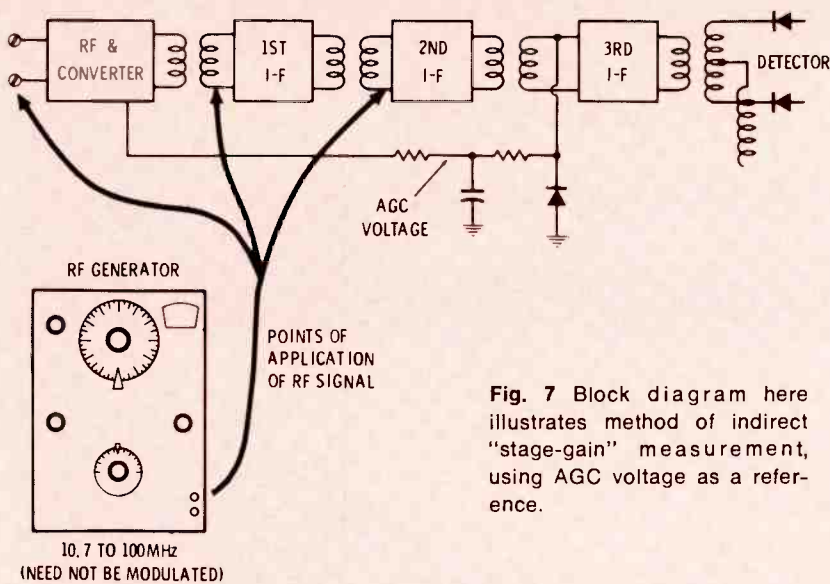 RF &
CONVERTER
1ST
I-F
2ND
I-F
3RD
I-F
DETECTOR
AGC
VOLTAGE
RF GENERATOR
POINTS OF
APPLICATION
OF RF SIGNAL
10.7 TO 100MHz
(NEED NOT BE MODULATED)
Fig. 7 Block diagram here
illustrates method of indirect
"stage-gain" measurement,
using AGC voltage as a refer-
ence.